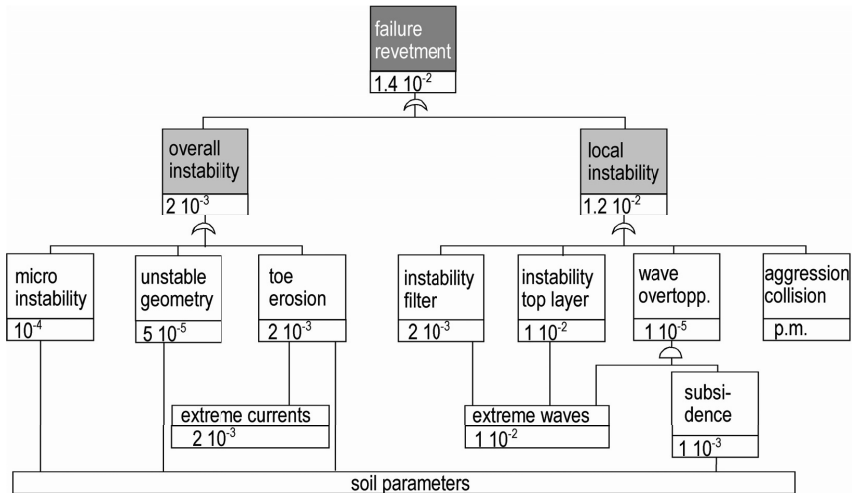 failure
revetment
1.4 10⁻²
overall
instability
2 10⁻³
local
instability
1.2 10⁻²
micro
instability
10⁻⁴
unstable
geometry
5 10⁻⁵
toe
erosion
2 10⁻³
instability
filter
2 10⁻³
instability
top layer
1 10⁻²
wave
overtopp.
1 10⁻⁵
aggression
collision
p.m.
extreme currents
2 10⁻³
extreme waves
1 10⁻²
subsi-
dence
1 10⁻³
soil parameters